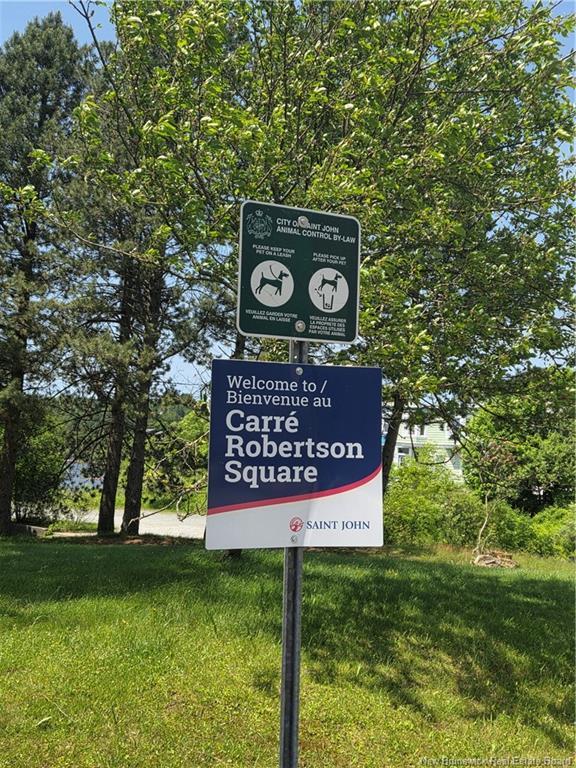 CITY OF SAINT JOHN
ANIMAL CONTROL BY-LAW
PLEASE KEEP YOUR
PET ON A LEASH
PLEASE PICK UP
AFTER YOUR PET
VEUILLEZ GARDER VOTRE
ANIMAL EN LAISSE
VEUILLEZ ASSURER
LA PROPRETE DES
ESPACES UTILISÉS
PAR VOTRE ANIMAL
Welcome to /
Bienvenue au
Carré
Robertson
Square
SAINT JOHN
New Brunswick Real Estate Board